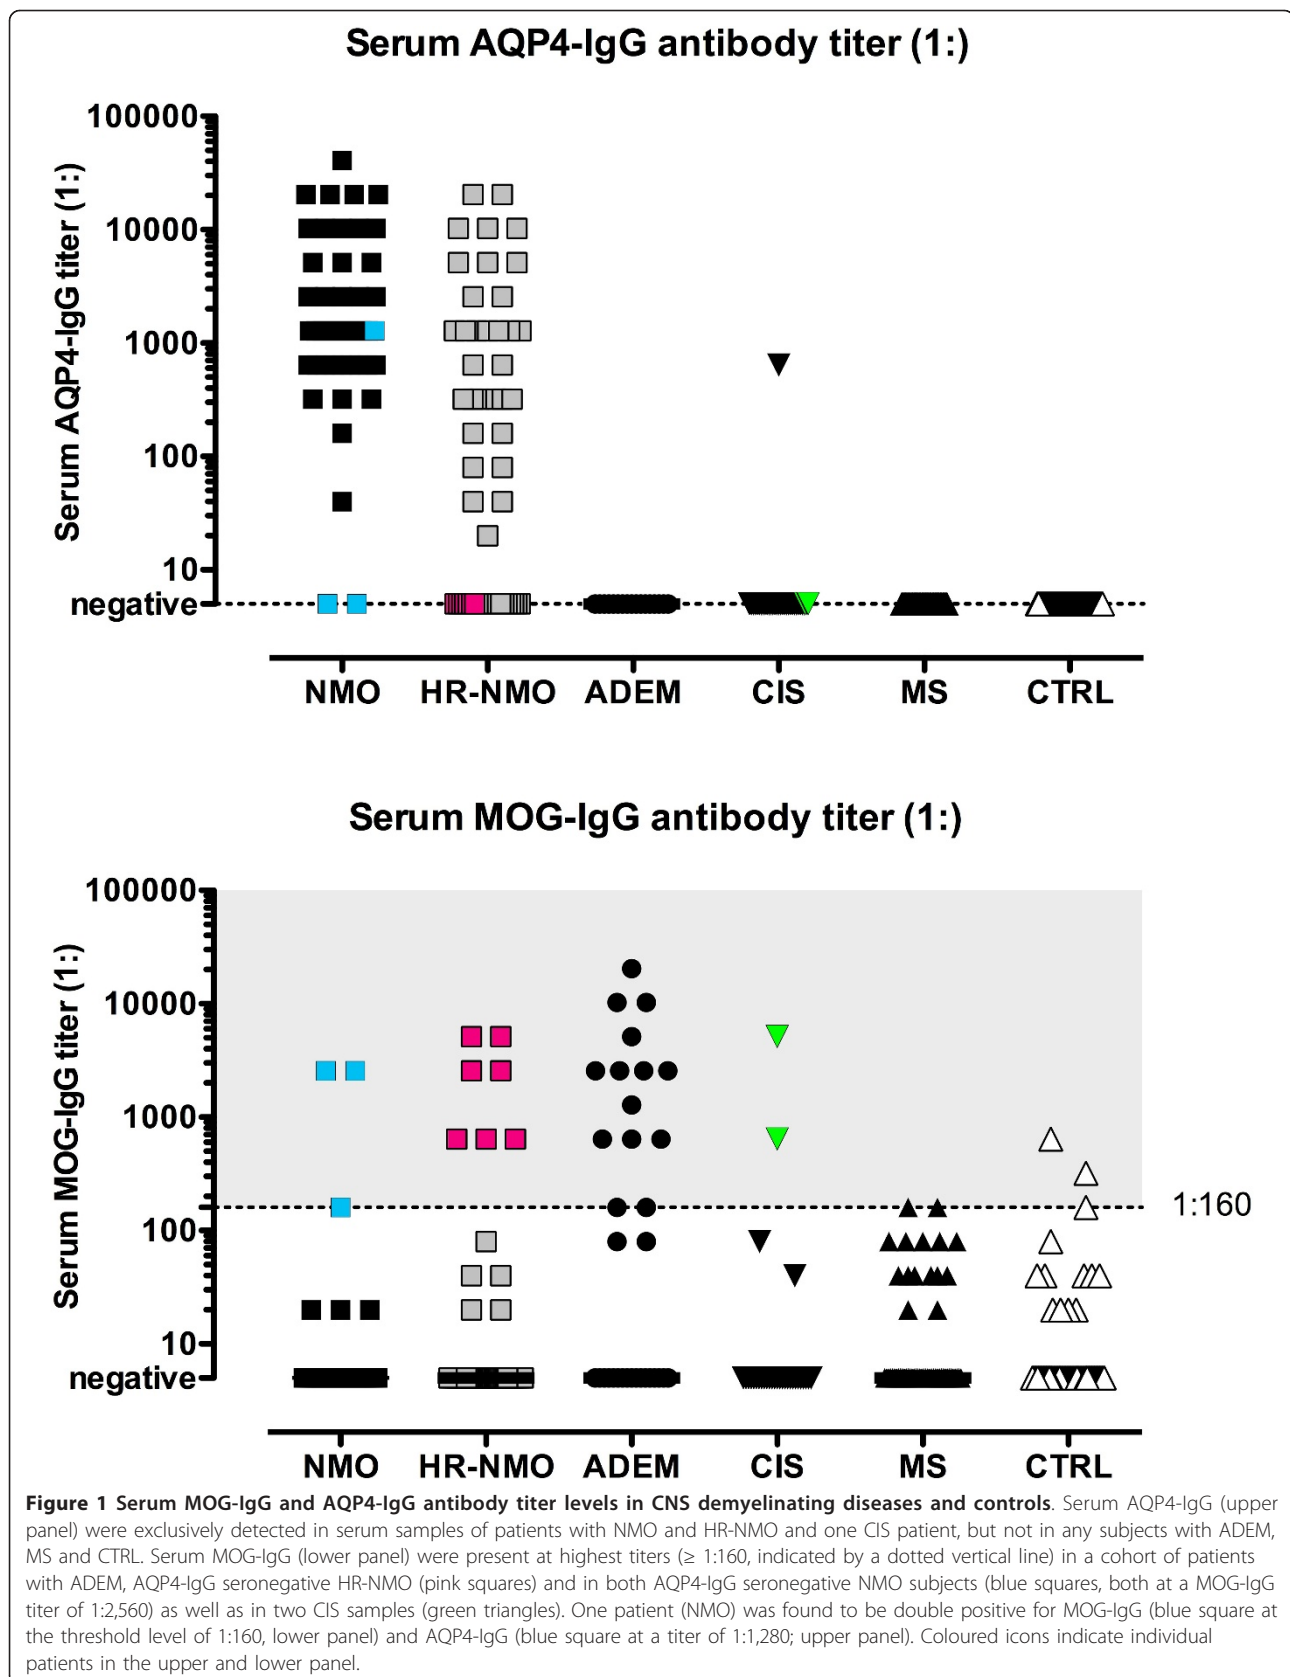 Serum AQP4-IgG antibody titer (1:)
Serum AQP4-IgG titer (1:)
100000
10000
1000
100
10
negative
NMO HR-NMO ADEM CIS MS CTRL
Serum MOG-IgG antibody titer (1:)
Serum MOG-IgG titer (1:)
100000
10000
1000
1:160
100
10
negative
NMO HR-NMO ADEM CIS MS CTRL
Figure 1 Serum MOG-IgG and AQP4-IgG antibody titer levels in CNS demyelinating diseases and controls. Serum AQP4-IgG (upper
panel) were exclusively detected in serum samples of patients with NMO and HR-NMO and one CIS patient, but not in any subjects with ADEM,
MS and CTRL. Serum MOG-IgG (lower panel) were present at highest titers (≥ 1:160, indicated by a dotted vertical line) in a cohort of patients
with ADEM, AQP4-IgG seronegative HR-NMO (pink squares) and in both AQP4-IgG seronegative NMO subjects (blue squares, both at a MOG-IgG
titer of 1:2,560) as well as in two CIS samples (green triangles). One patient (NMO) was found to be double positive for MOG-IgG (blue square at
the threshold level of 1:160, lower panel) and AQP4-IgG (blue square at a titer of 1:1,280; upper panel). Coloured icons indicate individual
patients in the upper and lower panel.